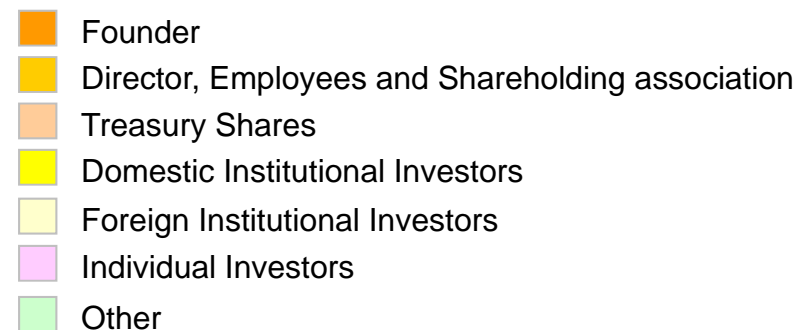 Founder
Director, Employees and Shareholding association
Treasury Shares
Domestic Institutional Investors
Foreign Institutional Investors
Individual Investors
Other